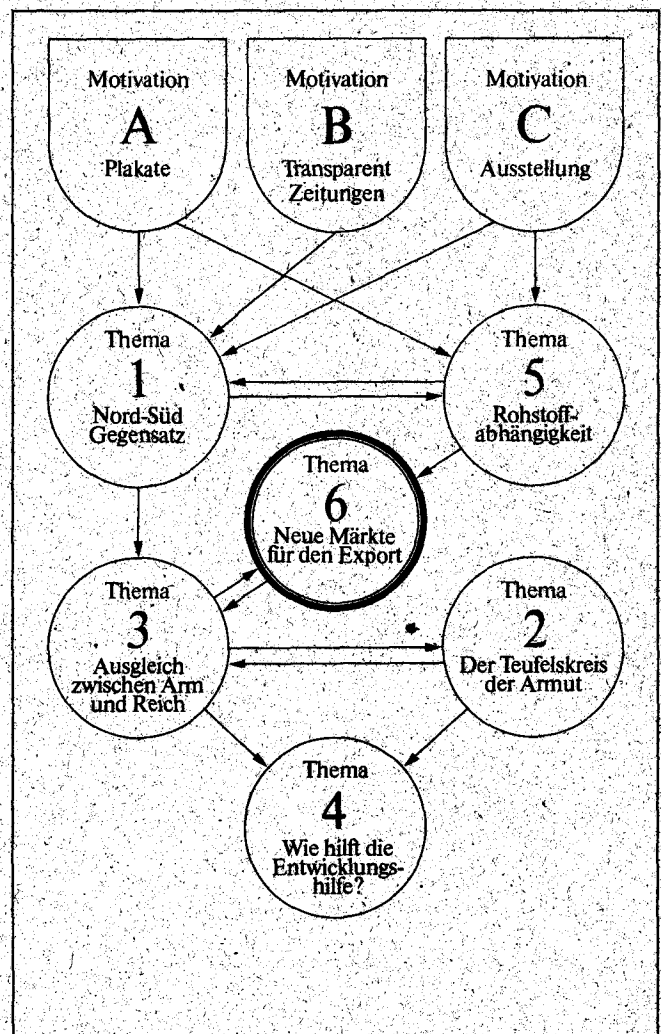 Motivation
A
Plakate
Motivation
B
Transparent
Zeitungen
Motivation
C
Ausstellung
Thema
1
Nord-Süd
Gegensatz
Thema
5
Rohstoff-
abhängigkeit
Thema
6
Neue Märkte
für den Export
Thema
3
Ausgleich
zwischen Arm
und Reich
Thema
2
Der Teufelskreis
der Armut
Thema
4
Wie hilft die
Entwicklungs-
hilfe?